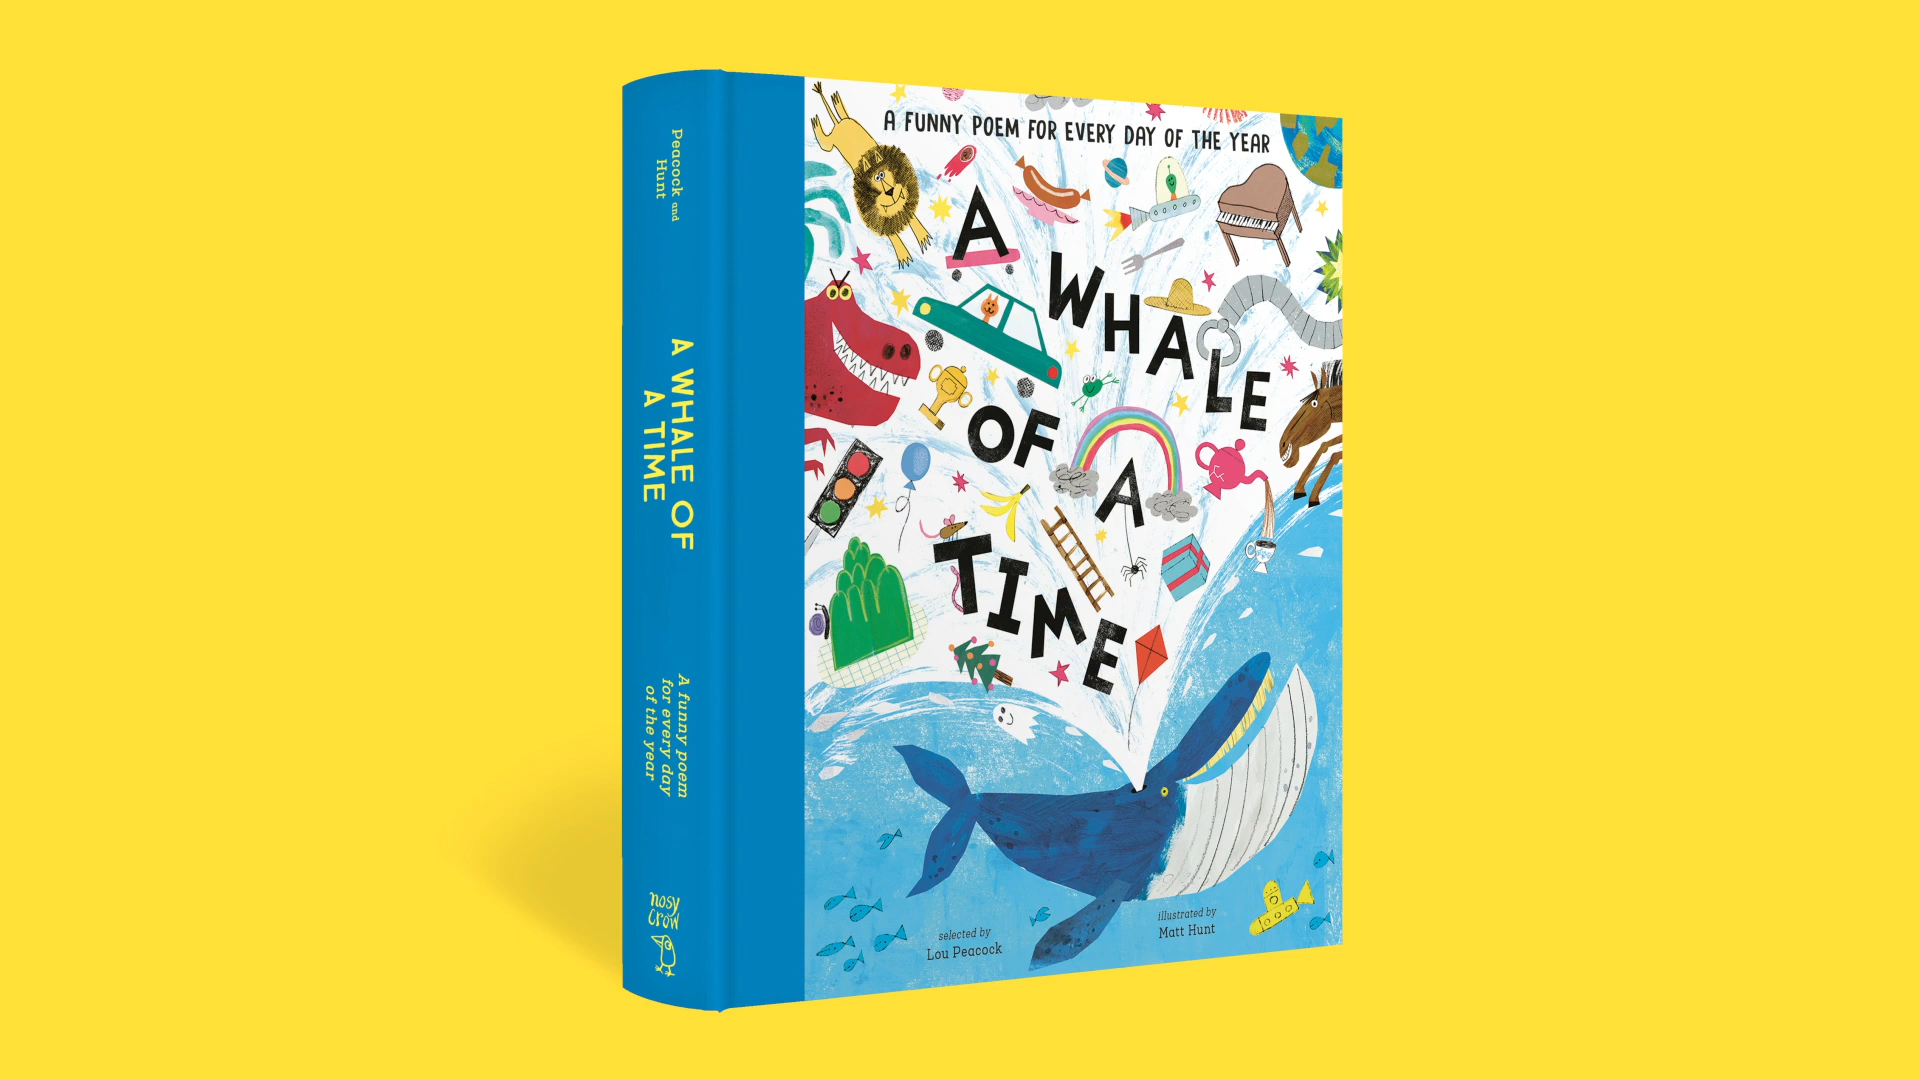 Peacock and
Hunt
A WHALE OF
A TIME
A funny poem
for every day
of the year
nosy
crow
A FUNNY POEM FOR EVERY DAY OF THE YEAR
A
WHALE
OF
A
TIME
selected by
Lou Peacock
illustrated by
Matt Hunt